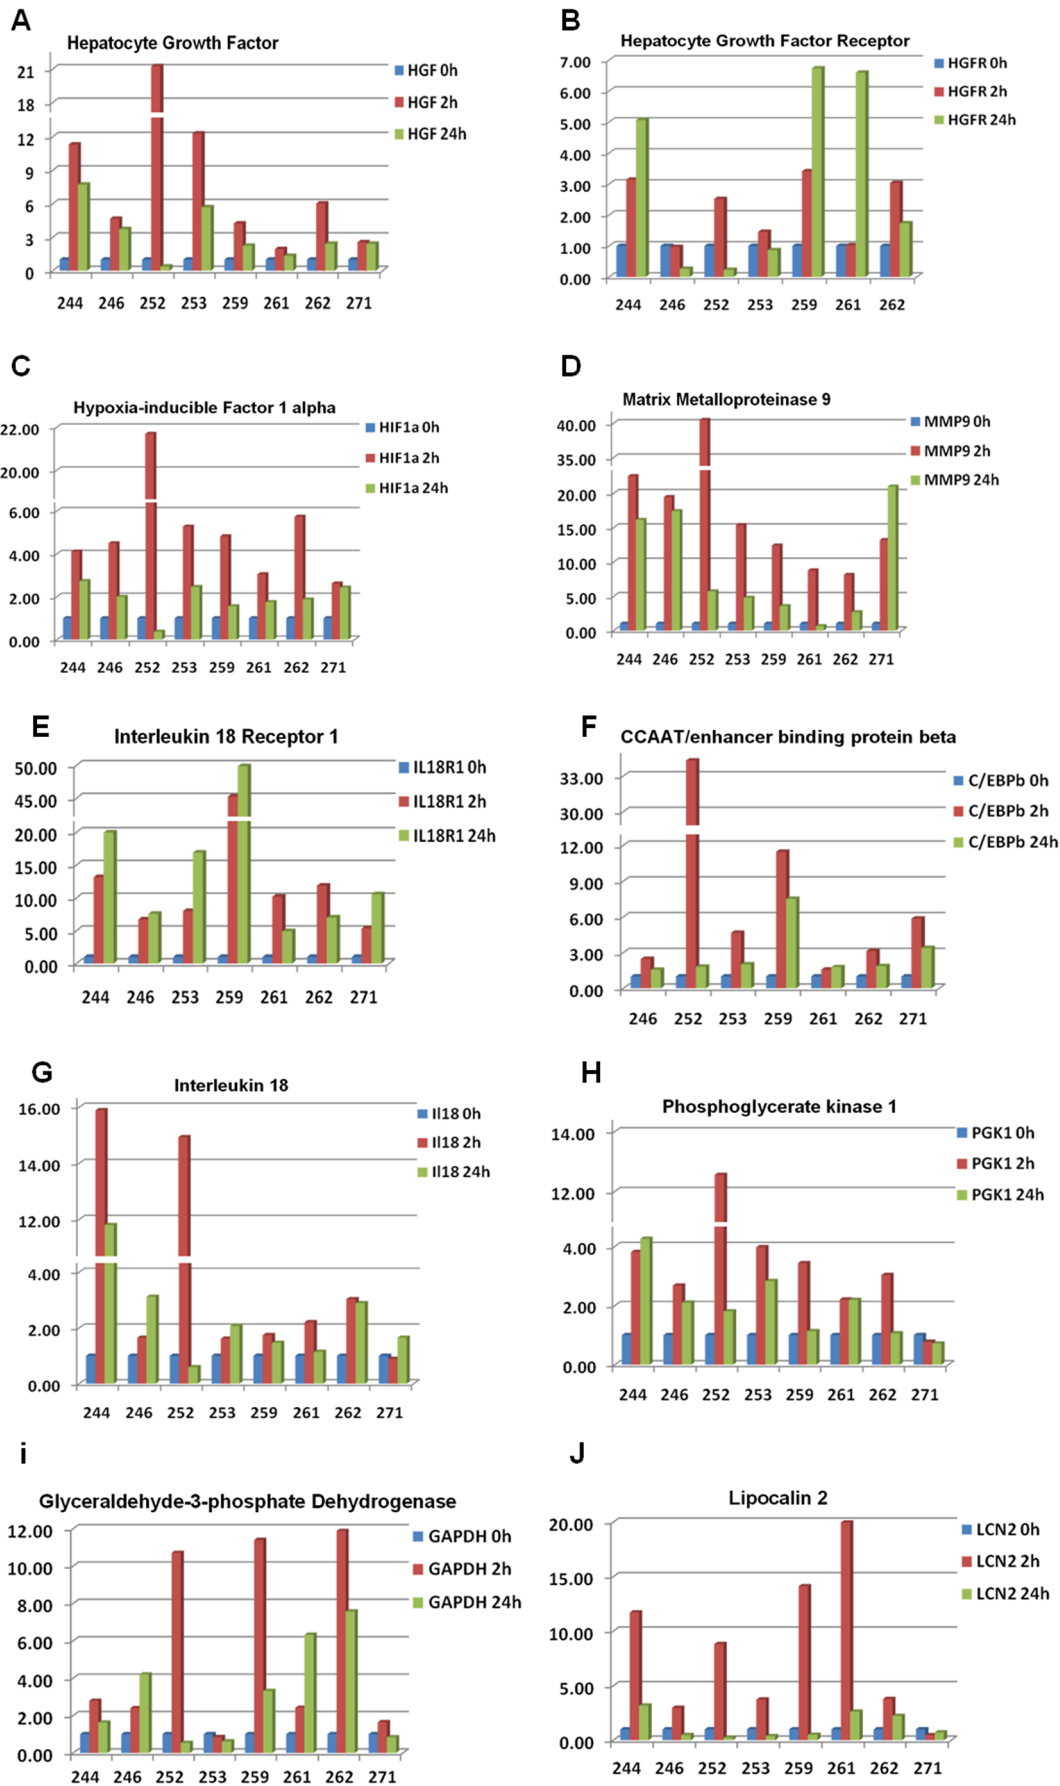 A
Hepatocyte Growth Factor
21
18
12
9
6
3
0
244 246 252 253 259 261 262 271
HGF 0h
HGF 2h
HGF 24h
B
Hepatocyte Growth Factor Receptor
7.00
6.00
5.00
4.00
3.00
2.00
1.00
0.00
244 246 252 253 259 261 262
HGFR 0h
HGFR 2h
HGFR 24h
C
Hypoxia-inducible Factor 1 alpha
22.00
20.00
6.00
4.00
2.00
0.00
244 246 252 253 259 261 262 271
HIF1a 0h
HIF1a 2h
HIF1a 24h
D
Matrix Metalloproteinase 9
40.00
35.00
20.00
15.00
10.00
5.00
0.00
244 246 252 253 259 261 262 271
MMP9 0h
MMP9 2h
MMP9 24h
E
Interleukin 18 Receptor 1
50.00
45.00
20.00
15.00
10.00
5.00
0.00
244 246 253 259 261 262 271
IL18R1 0h
IL18R1 2h
IL18R1 24h
F
CCAAT/enhancer binding protein beta
33.00
30.00
12.00
9.00
6.00
3.00
0.00
246 252 253 259 261 262 271
C/EBPb 0h
C/EBPb 2h
C/EBPb 24h
G
Interleukin 18
16.00
14.00
12.00
4.00
2.00
0.00
244 246 252 253 259 261 262 271
Il18 0h
Il18 2h
Il18 24h
H
Phosphoglycerate kinase 1
14.00
12.00
4.00
2.00
0.00
244 246 252 253 259 261 262 271
PGK1 0h
PGK1 2h
PGK1 24h
i
Glyceraldehyde-3-phosphate Dehydrogenase
12.00
10.00
8.00
6.00
4.00
2.00
0.00
244 246 252 253 259 261 262 271
GAPDH 0h
GAPDH 2h
GAPDH 24h
J
Lipocalin 2
20.00
15.00
10.00
5.00
0.00
244 246 252 253 259 261 262 271
LCN2 0h
LCN2 2h
LCN2 24h